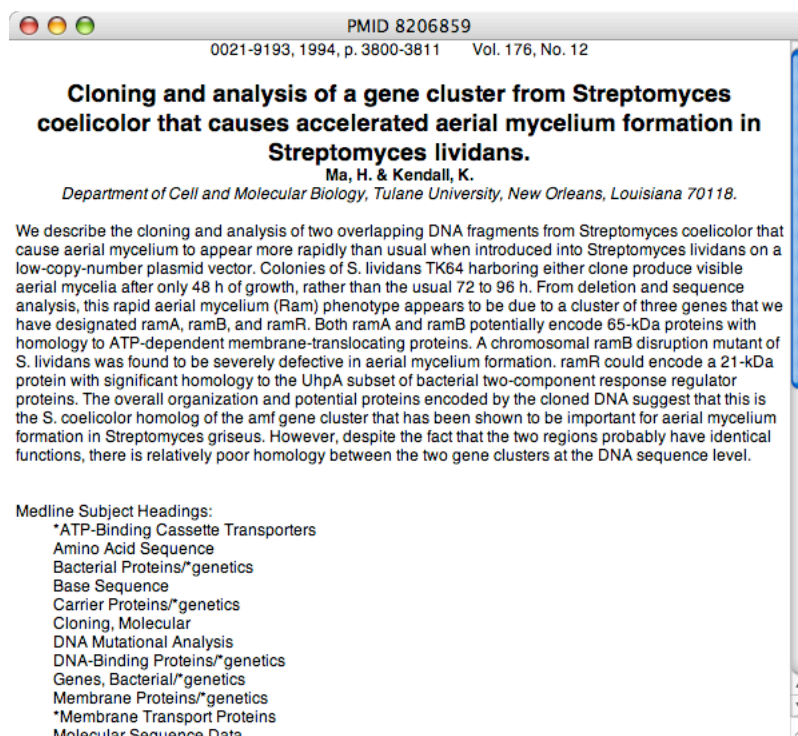 PMID 8206859
0021-9193, 1994, p. 3800-3811 Vol. 176, No. 12
Cloning and analysis of a gene cluster from Streptomyces
coelicolor that causes accelerated aerial mycelium formation in
Streptomyces lividans.
Ma, H. & Kendall, K.
Department of Cell and Molecular Biology, Tulane University, New Orleans, Louisiana 70118.
We describe the cloning and analysis of two overlapping DNA fragments from Streptomyces coelicolor that
cause aerial mycelium to appear more rapidly than usual when introduced into Streptomyces lividans on a
low-copy-number plasmid vector. Colonies of S. lividans TK64 harboring either clone produce visible
aerial mycelia after only 48 h of growth, rather than the usual 72 to 96 h. From deletion and sequence
analysis, this rapid aerial mycelium (Ram) phenotype appears to be due to a cluster of three genes that we
have designated ramA, ramB, and ramR. Both ramA and ramB potentially encode 65-kDa proteins with
homology to ATP-dependent membrane-translocating proteins. A chromosomal ramB disruption mutant of
S. lividans was found to be severely defective in aerial mycelium formation. ramR could encode a 21-kDa
protein with significant homology to the UhpA subset of bacterial two-component response regulator
proteins. The overall organization and potential proteins encoded by the cloned DNA suggest that this is
the S. coelicolor homolog of the amf gene cluster that has been shown to be important for aerial mycelium
formation in Streptomyces griseus. However, despite the fact that the two regions probably have identical
functions, there is relatively poor homology between the two gene clusters at the DNA sequence level.
Medline Subject Headings:
*ATP-Binding Cassette Transporters
Amino Acid Sequence
Bacterial Proteins/*genetics
Base Sequence
Carrier Proteins/*genetics
Cloning, Molecular
DNA Mutational Analysis
DNA-Binding Proteins/*genetics
Genes, Bacterial/*genetics
Membrane Proteins/*genetics
*Membrane Transport Proteins
Molecular Sequence Data